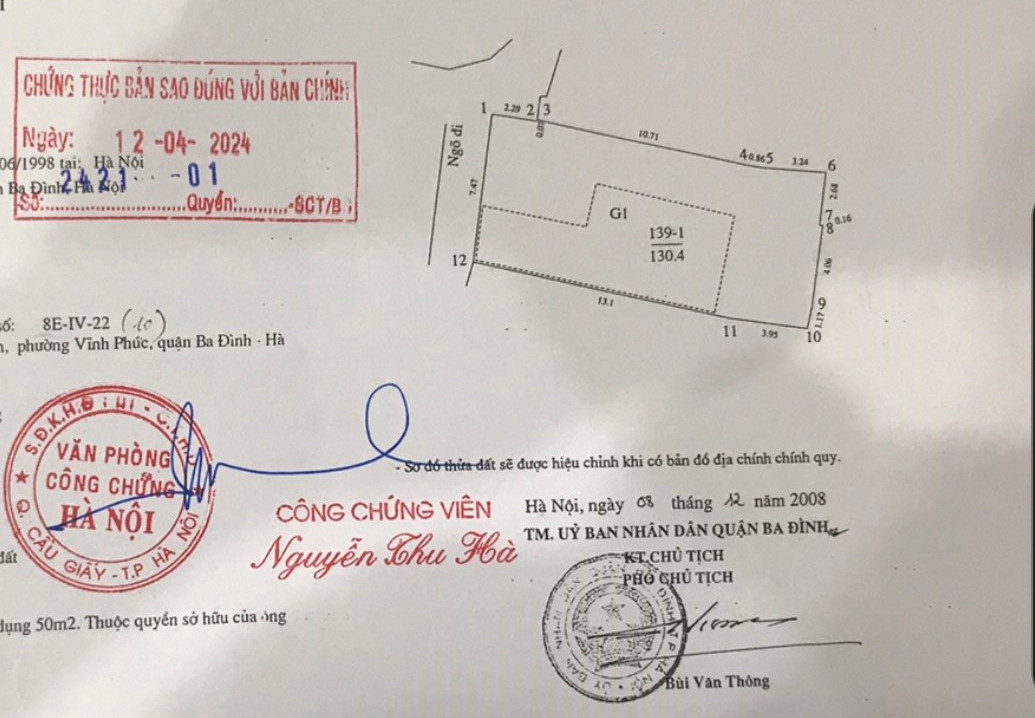 CHỨNG THỰC BẢN SAO ĐÚNG VỚI BẢN CHÍNH
Ngày: 12-04-2024
06/1998 tại: Hà Nội
Ba Đình, Hà Nội
2421 -01
Số:..............................Quyển:..........-SCT/B
1 2.29 2 3
0.07
10.71
4 0.86 5 3.24 6
Ngõ đi
7.47
2.68
7 0.16
8
G1
139-1
130.4
4.06
12
13.1
9
1.17
11 3.95 10
số: 8E-IV-22 (10)
phường Vĩnh Phúc, quận Ba Đình - Hà
S.Đ.K.H.Đ
VĂN PHÒNG
CÔNG CHỨNG
HÀ NỘI
Q. CẦU GIẤY - T.P HÀ NỘI
- Sơ đồ thửa đất sẽ được hiệu chỉnh khi có bản đồ địa chính chính quy.
CÔNG CHỨNG VIÊN
Nguyễn Thu Hà
Hà Nội, ngày 08 tháng 12 năm 2008
TM. UỶ BAN NHÂN DÂN QUẬN BA ĐÌNH
KT.CHỦ TỊCH
PHÓ CHỦ TỊCH
đất
dụng 50m2. Thuộc quyền sở hữu của ông
Bùi Văn Thông